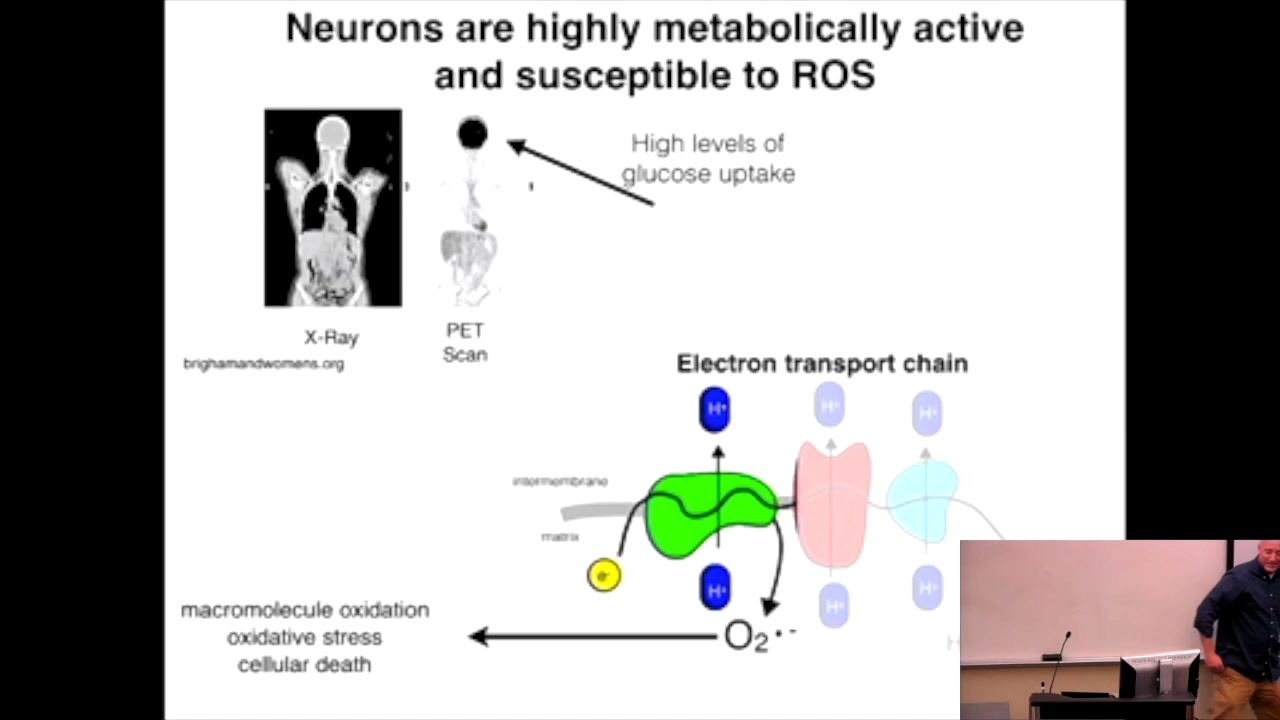 Neurons are highly metabolically active
and susceptible to ROS
High levels of
glucose uptake
X-Ray
PET
Scan
brighamandwomens.org
Electron transport chain
H+
H+
H+
intermembrane
matrix
e-
H+
H+
H+
macromolecule oxidation
oxidative stress
cellular death
O₂•-
H